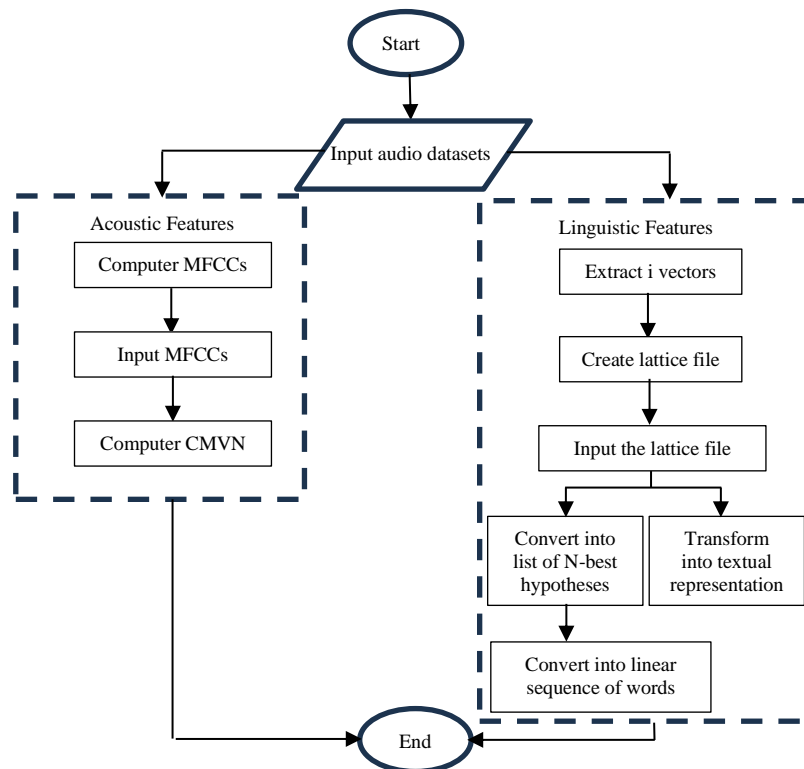 Start
Input audio datasets
Acoustic Features
Computer MFCCs
Input MFCCs
Computer CMVN
Linguistic Features
Extract i vectors
Create lattice file
Input the lattice file
Convert into
list of N-best
hypotheses
Transform
into textual
representation
Convert into linear
sequence of words
End